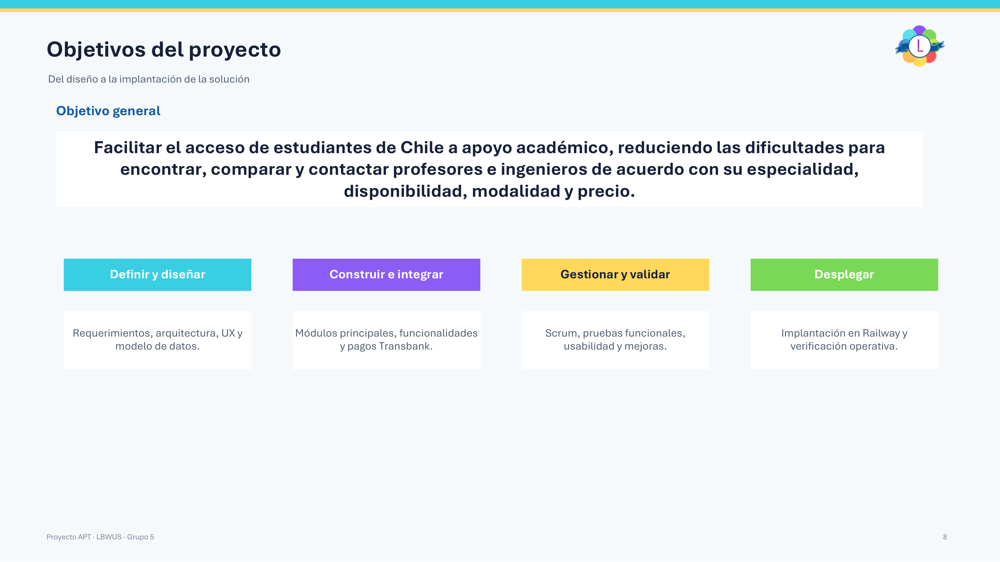 Objetivos del proyecto
L
Del diseño a la implantación de la solución
Objetivo general
Facilitar el acceso de estudiantes de Chile a apoyo académico, reduciendo las dificultades para
encontrar, comparar y contactar profesores e ingenieros de acuerdo con su especialidad,
disponibilidad, modalidad y precio.
Definir y diseñar
Requerimientos, arquitectura, UX y
modelo de datos.
Construir e integrar
Módulos principales, funcionalidades
y pagos Transbank.
Gestionar y validar
Scrum, pruebas funcionales,
usabilidad y mejoras.
Desplegar
Implantación en Railway y
verificación operativa.
Proyecto APT · LBWUS · Grupo 5
8